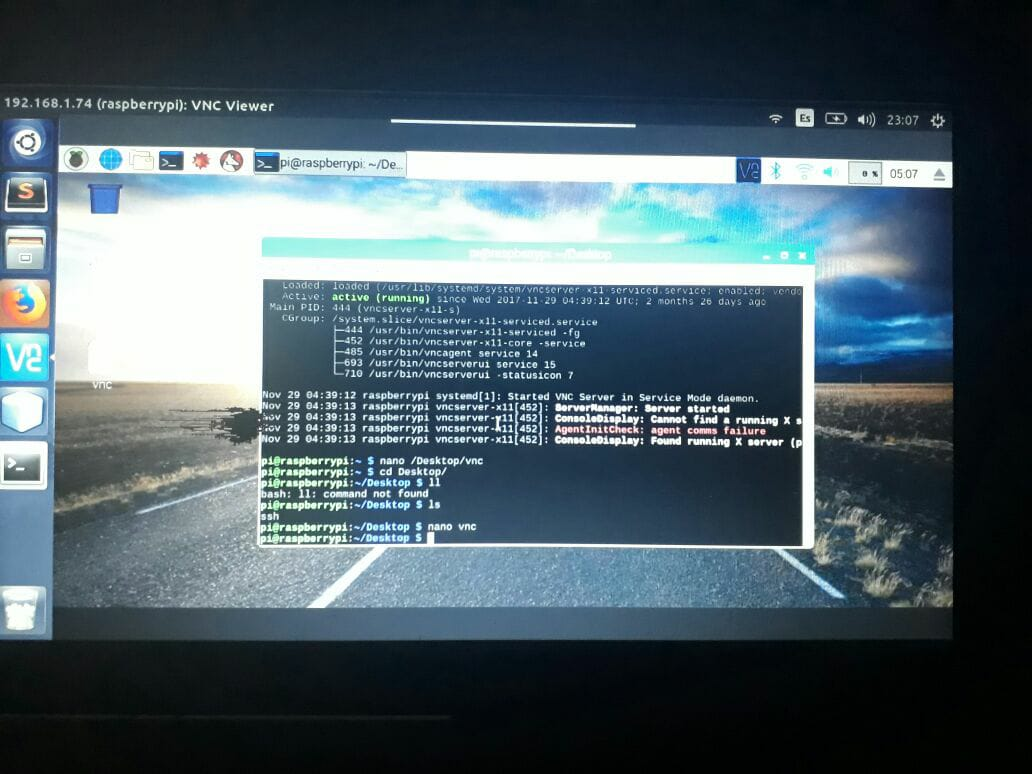 192.168.1.74 (raspberrypi): VNC Viewer
Es
23:07
pi@raspberrypi: ~/De...
0 %
05:07
pi@raspberrypi: ~/Desktop
Loaded: loaded (/usr/lib/systemd/system/vncserver-x11-serviced.service; enabled; vendo
Active: active (running) since Wed 2017-11-29 04:39:12 UTC; 2 months 26 days ago
Main PID: 444 (vncserver-x11-s)
CGroup: /system.slice/vncserver-x11-serviced.service
├─444 /usr/bin/vncserver-x11-serviced -fg
├─452 /usr/bin/vncserver-x11-core -service
├─485 /usr/bin/vncagent service 14
├─693 /usr/bin/vncserverui service 15
└─710 /usr/bin/vncserverui -statusicon 7
Nov 29 04:39:12 raspberrypi systemd[1]: Started VNC Server in Service Mode daemon.
Nov 29 04:39:13 raspberrypi vncserver-x11[452]: ServerManager: Server started
Nov 29 04:39:13 raspberrypi vncserver-x11[452]: ConsoleDisplay: Cannot find a running X s
Nov 29 04:39:13 raspberrypi vncserver-x11[452]: AgentInitCheck: agent comms failure
Nov 29 04:39:13 raspberrypi vncserver-x11[452]: ConsoleDisplay: Found running X server (p
pi@raspberrypi:~ $ nano /Desktop/vnc
pi@raspberrypi:~ $ cd Desktop/
pi@raspberrypi:~/Desktop $ ll
bash: ll: command not found
pi@raspberrypi:~/Desktop $ ls
ssh
pi@raspberrypi:~/Desktop $ nano vnc
pi@raspberrypi:~/Desktop $
vnc